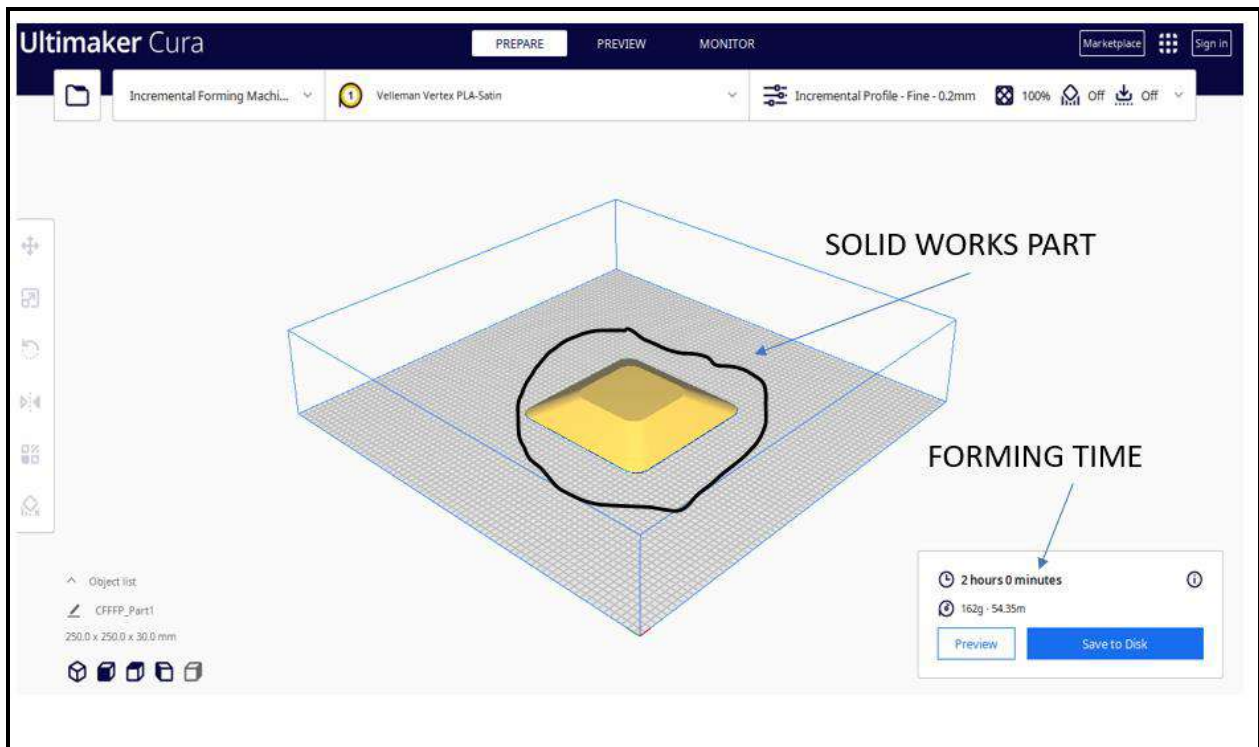 Ultimaker Cura
PREPARE PREVIEW MONITOR
Marketplace Sign in
Incremental Forming Machi...
1 Velleman Vertex PLA-Satin
Incremental Profile - Fine - 0.2mm 100% Off Off
SOLID WORKS PART
FORMING TIME
2 hours 0 minutes
162g · 54.35m
Preview Save to Disk
Object list
CFFFP_Part1
250.0 x 250.0 x 30.0 mm